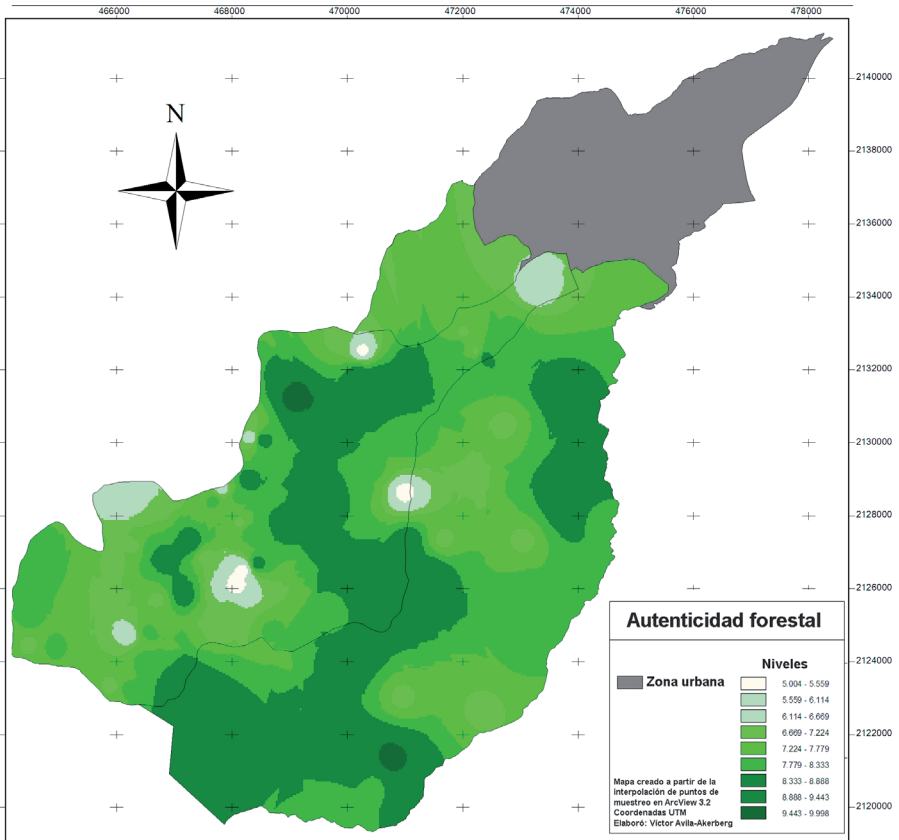 466000 468000 470000 472000 474000 476000 478000
N
2140000
2138000
2136000
2134000
2132000
2130000
2128000
2126000
2124000
2122000
2120000
Autenticidad forestal
Zona urbana
Niveles
5.004 - 5.559
5.559 - 6.114
6.114 - 6.669
6.669 - 7.224
7.224 - 7.779
7.779 - 8.333
8.333 - 8.888
8.888 - 9.443
9.443 - 9.998
Mapa creado a partir de la
interpolación de puntos de
muestreo en ArcView 3.2
Coordenadas UTM
Elaboró: Víctor Avila-Akerberg